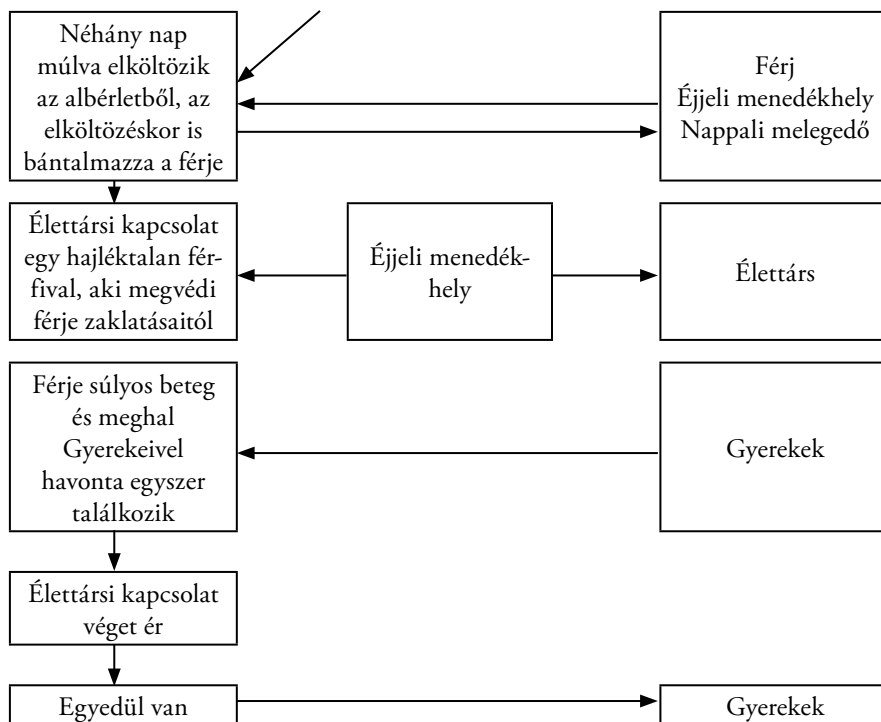 Néhány nap
múlva elköltözik
az albérletből, az
elköltözéskor is
bántalmazza a férje
Férj
Éjjeli menedékhely
Nappali melegedő
Élettársi kapcsolat
egy hajléktalan fér-
fival, aki megvédi
férje zaklatásaitól
Éjjeli menedék-
hely
Élettárs
Férje súlyos beteg
és meghal
Gyerekeivel
havonta egyszer
találkozik
Gyerekek
Élettársi kapcsolat
véget ér
Egyedül van
Gyerekek